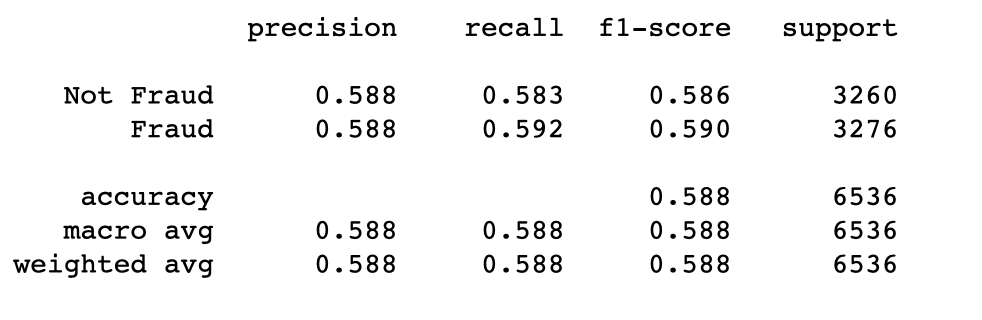 precision recall f1-score support
Not Fraud 0.588 0.583 0.586 3260
Fraud 0.588 0.592 0.590 3276
accuracy 0.588 6536
macro avg 0.588 0.588 0.588 6536
weighted avg 0.588 0.588 0.588 6536